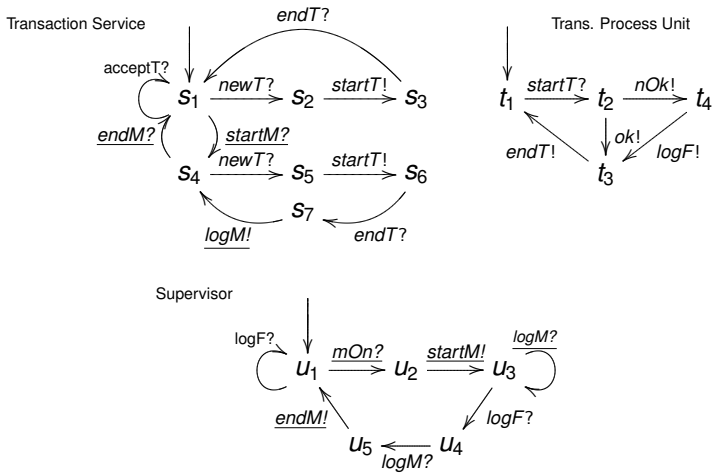 Transaction Service
endT?
Trans. Process Unit
acceptT?
s1 newT? s2 startT! s3
t1 startT? t2 nOk! t4
endM? startM?
endT! ok! logF!
s4 newT? s5 startT! s6
t3
s7
logM! endT?
Supervisor
logF? logM?
u1 mOn? u2 startM! u3
endM! logF?
u5 logM? u4